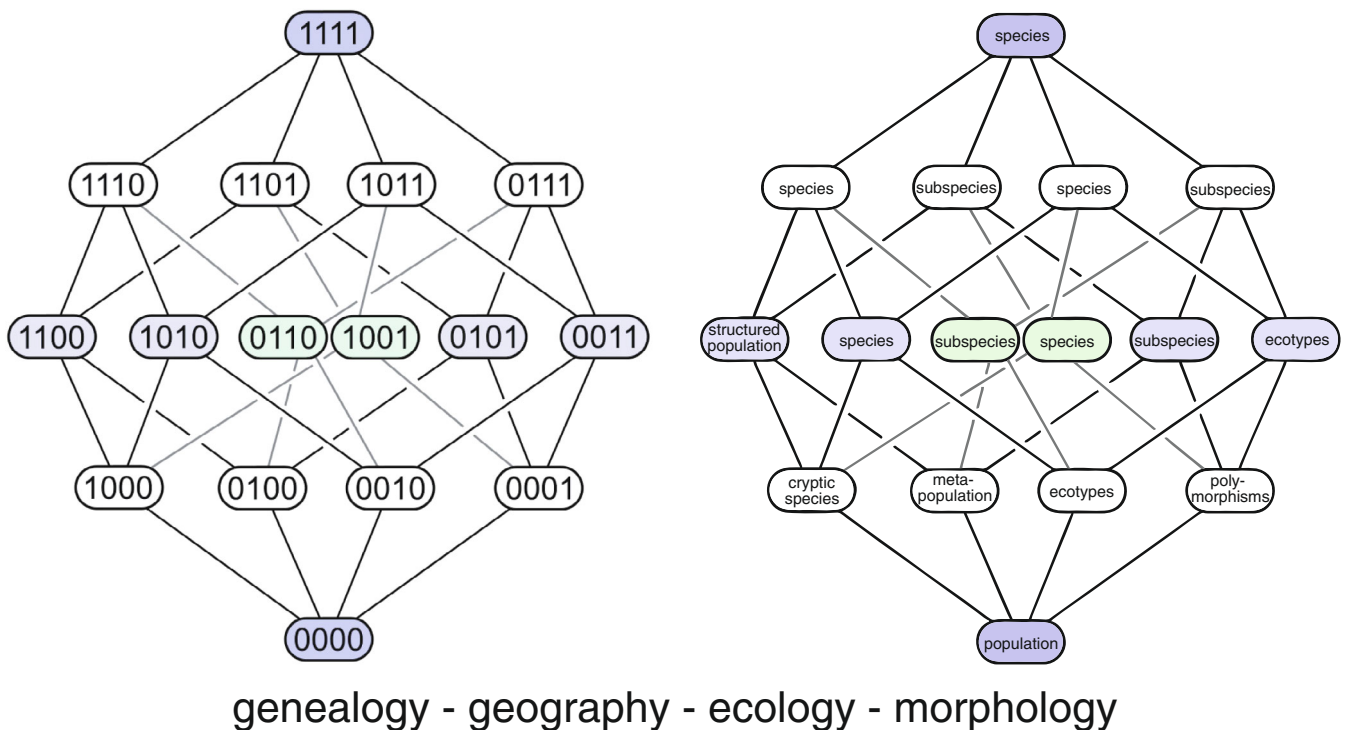 1111
species
1110
1101
1011
0111
species
subspecies
species
subspecies
1100
1010
0110
1001
0101
0011
structured
population
species
subspecies
species
subspecies
ecotypes
1000
0100
0010
0001
cryptic
species
meta-
population
ecotypes
poly-
morphisms
0000
population
genealogy - geography - ecology - morphology